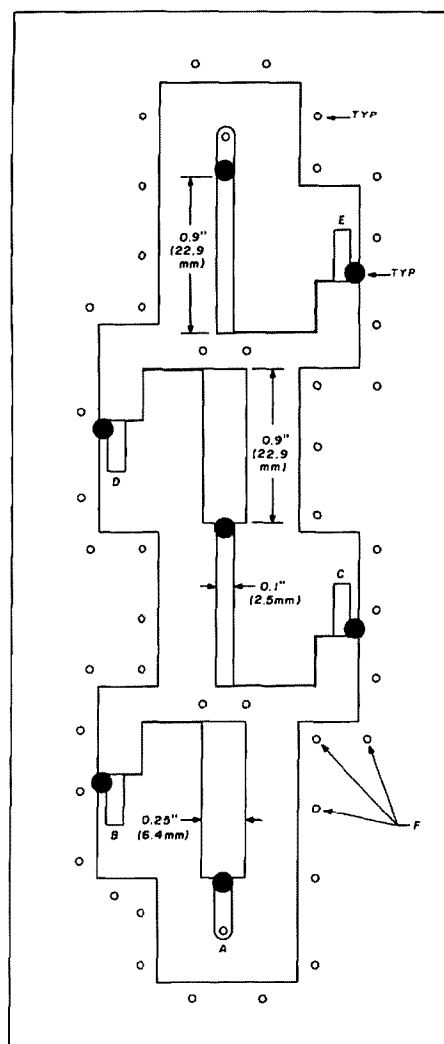 TYP
E
0.9"
(22.9
mm)
TYP
0.9"
(22.9
mm)
D
C
0.1"
(2.5mm)
0.25"
(6.4mm)
B
F
A